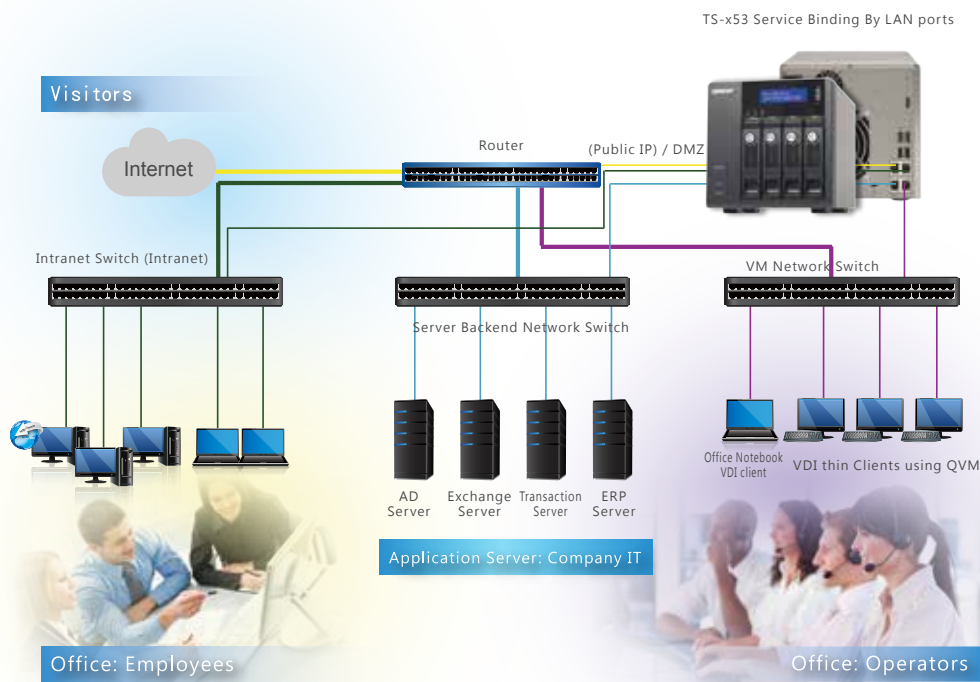 TS-x53 Service Binding By LAN ports
Visitors
Internet
Router
(Public IP) / DMZ
Intranet Switch (Intranet)
VM Network Switch
Server Backend Network Switch
Office Notebook
VDI client
VDI thin Clients using QVM
AD
Server
Exchange
Server
Transaction
Server
ERP
Server
Application Server: Company IT
Office: Employees
Office: Operators